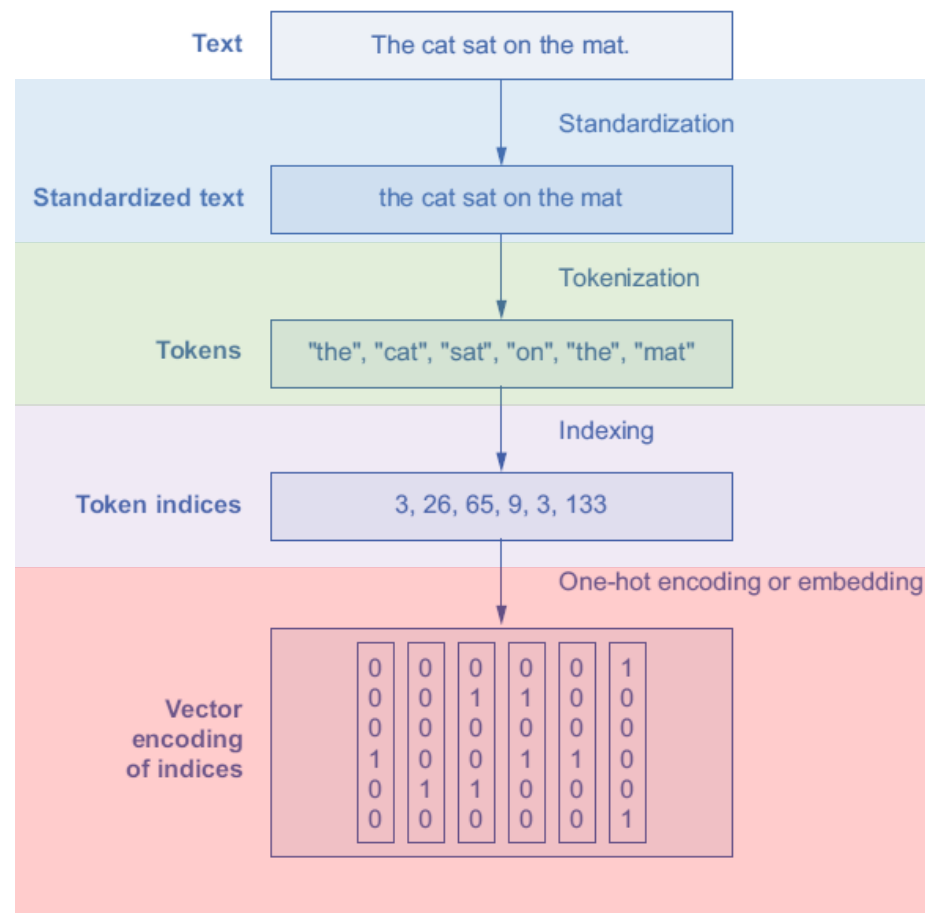 Text
The cat sat on the mat.
Standardization
Standardized text
the cat sat on the mat
Tokenization
Tokens
"the", "cat", "sat", "on", "the", "mat"
Indexing
Token indices
3, 26, 65, 9, 3, 133
One-hot encoding or embedding
Vector
encoding
of indices
0 0 0 0 0 1
0 0 1 1 0 0
0 0 0 0 0 0
1 0 0 1 1 0
0 1 1 0 0 0
0 0 0 0 0 1